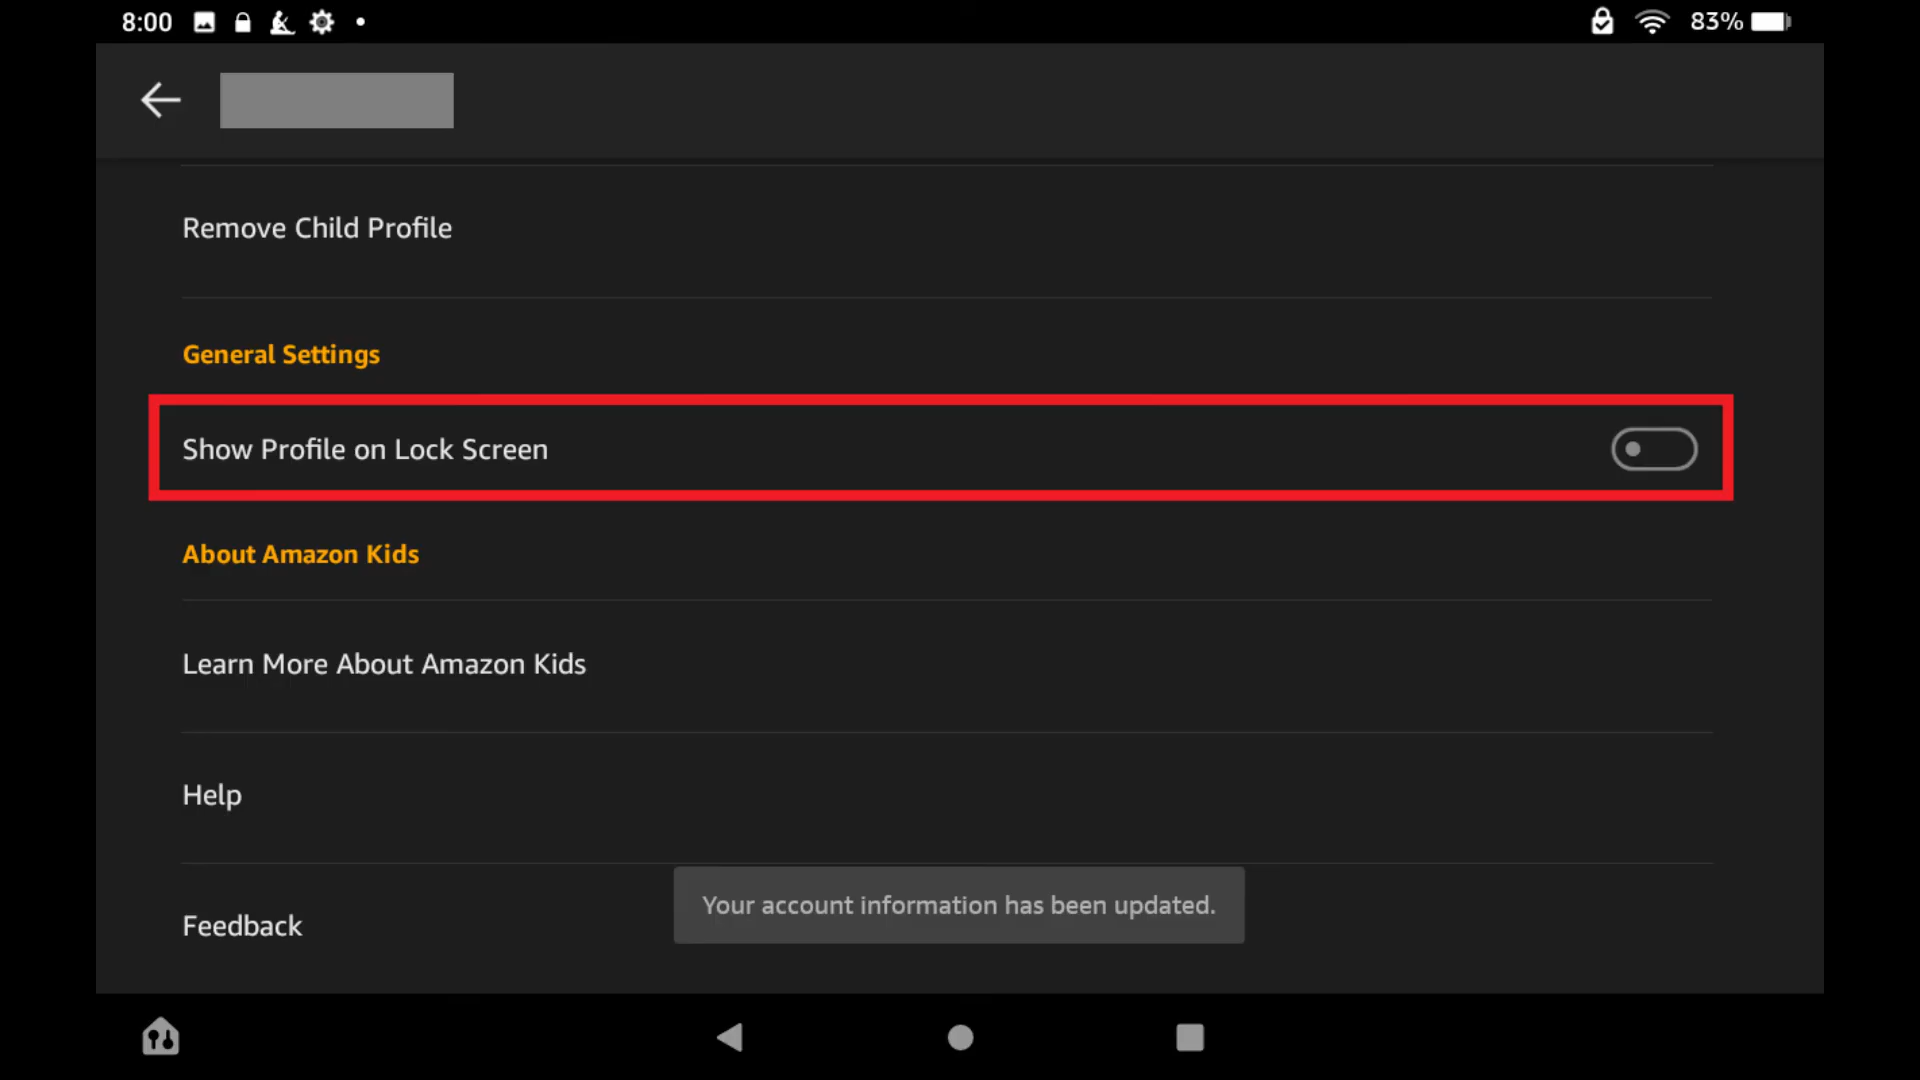 8:00
83%
Remove Child Profile
General Settings
Show Profile on Lock Screen
About Amazon Kids
Learn More About Amazon Kids
Help
Your account information has been updated.
Feedback